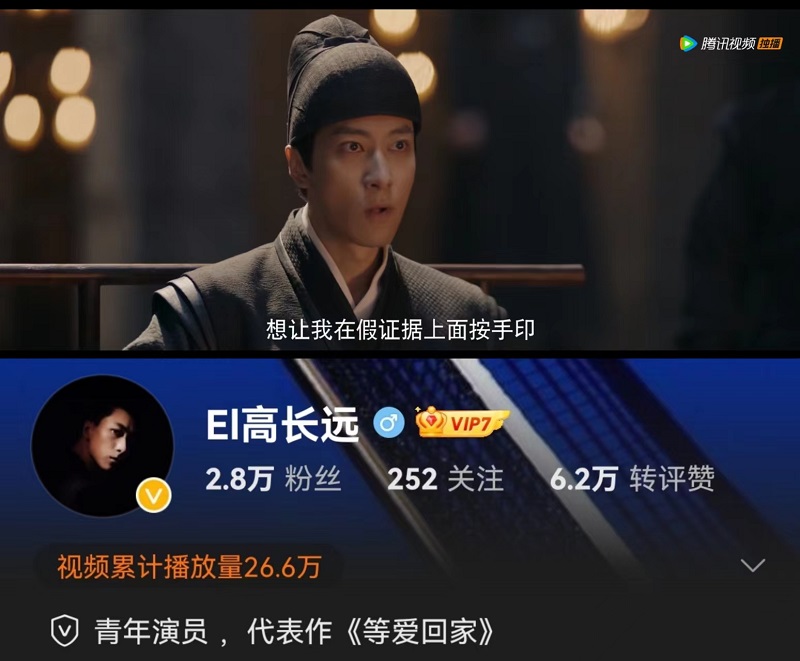 腾讯视频 独播
想让我在假证据上面按手印
El高长远 VIP7
2.8万 粉丝 252 关注 6.2万 转评赞
视频累计播放量26.6万
青年演员，代表作《等爱回家》